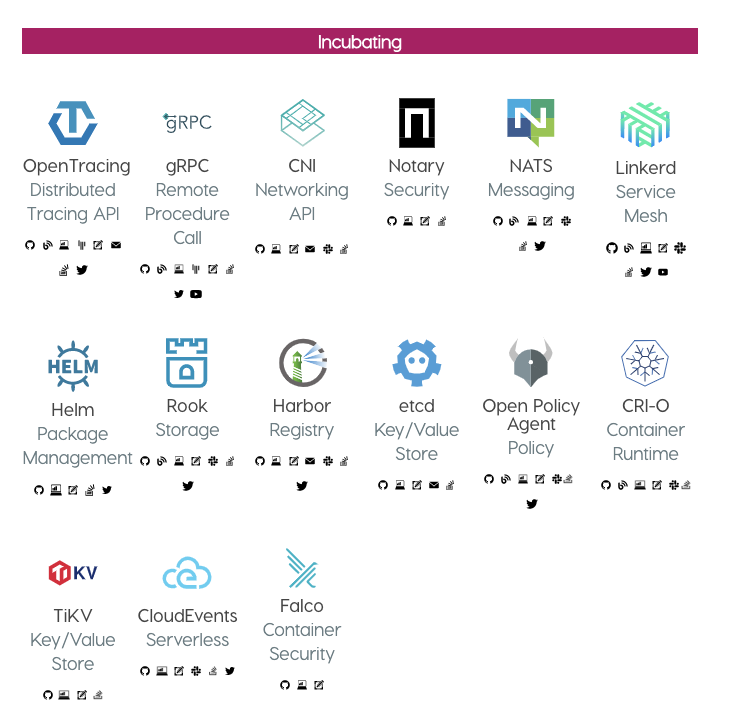 Incubating
gRPC
N
OpenTracing
Distributed
Tracing API
gRPC
Remote
Procedure
Call
CNI
Networking
API
Notary
Security
NATS
Messaging
Linkerd
Service
Mesh
HELM
Helm
Package
Management
Rook
Storage
Harbor
Registry
etcd
Key/Value
Store
Open Policy
Agent
Policy
CRI-O
Container
Runtime
TiKV
TiKV
Key/Value
Store
CloudEvents
Serverless
Falco
Container
Security